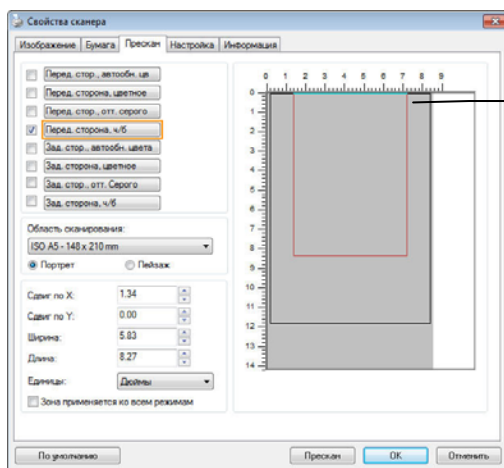 Свойства сканера
Изображение Бумага Прескан Настройка Информация
Перед. стор., автообн. цв
Перед. сторона, цветное
Перед. стор., отт. серого
Перед. сторона, ч/б
Зад. стор., автообн. цвета
Зад. сторона, цветное
Зад. стор., отт. Серого
Зад. сторона, ч/б
Область сканирования:
ISO A5 - 148 x 210 mm
Портрет Пейзаж
Сдвиг по X: 1.34
Сдвиг по Y: 0.00
Ширина: 5.83
Длина: 8.27
Единицы: Дюймы
Зона применяется ко всем режимам
0 1 2 3 4 5 6 7 8 9
0
1
2
3
4
5
6
7
8
9
10
11
12
13
14
По умолчанию Прескан OK Отменить